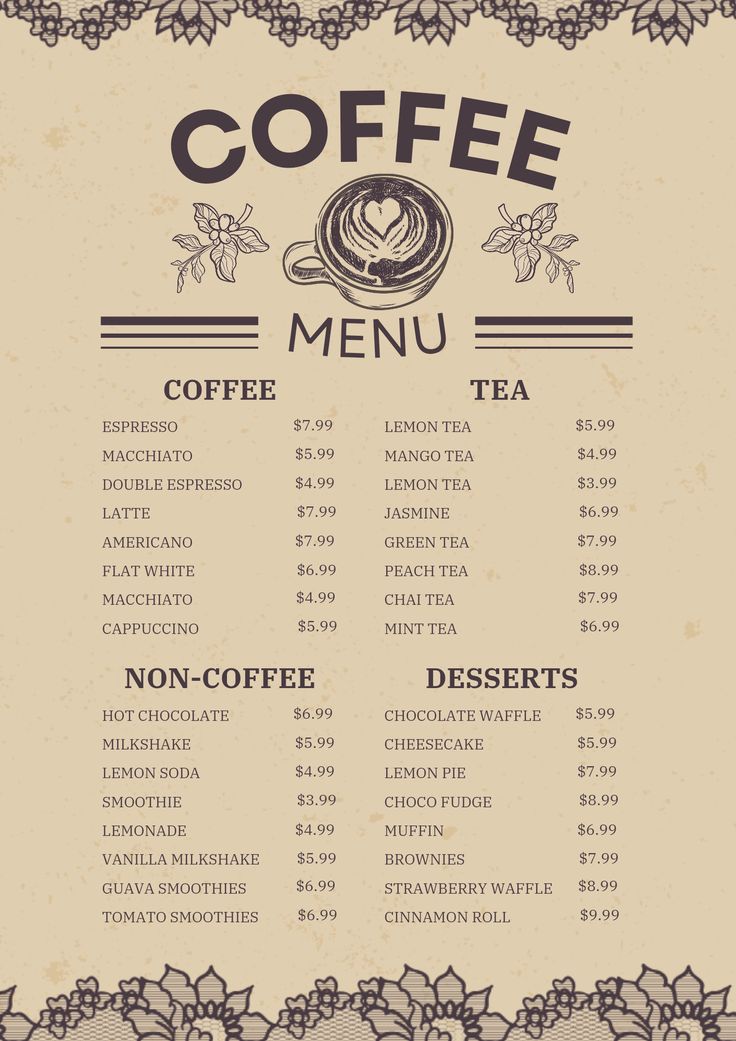 COFFEE
MENU
COFFEE
ESPRESSO $7.99
MACCHIATO $5.99
DOUBLE ESPRESSO $4.99
LATTE $7.99
AMERICANO $7.99
FLAT WHITE $6.99
MACCHIATO $4.99
CAPPUCCINO $5.99
TEA
LEMON TEA $5.99
MANGO TEA $4.99
LEMON TEA $3.99
JASMINE $6.99
GREEN TEA $7.99
PEACH TEA $8.99
CHAI TEA $7.99
MINT TEA $6.99
NON-COFFEE
HOT CHOCOLATE $6.99
MILKSHAKE $5.99
LEMON SODA $4.99
SMOOTHIE $3.99
LEMONADE $4.99
VANILLA MILKSHAKE $5.99
GUAVA SMOOTHIES $6.99
TOMATO SMOOTHIES $6.99
DESSERTS
CHOCOLATE WAFFLE $5.99
CHEESECAKE $5.99
LEMON PIE $7.99
CHOCO FUDGE $8.99
MUFFIN $6.99
BROWNIES $7.99
STRAWBERRY WAFFLE $8.99
CINNAMON ROLL $9.99